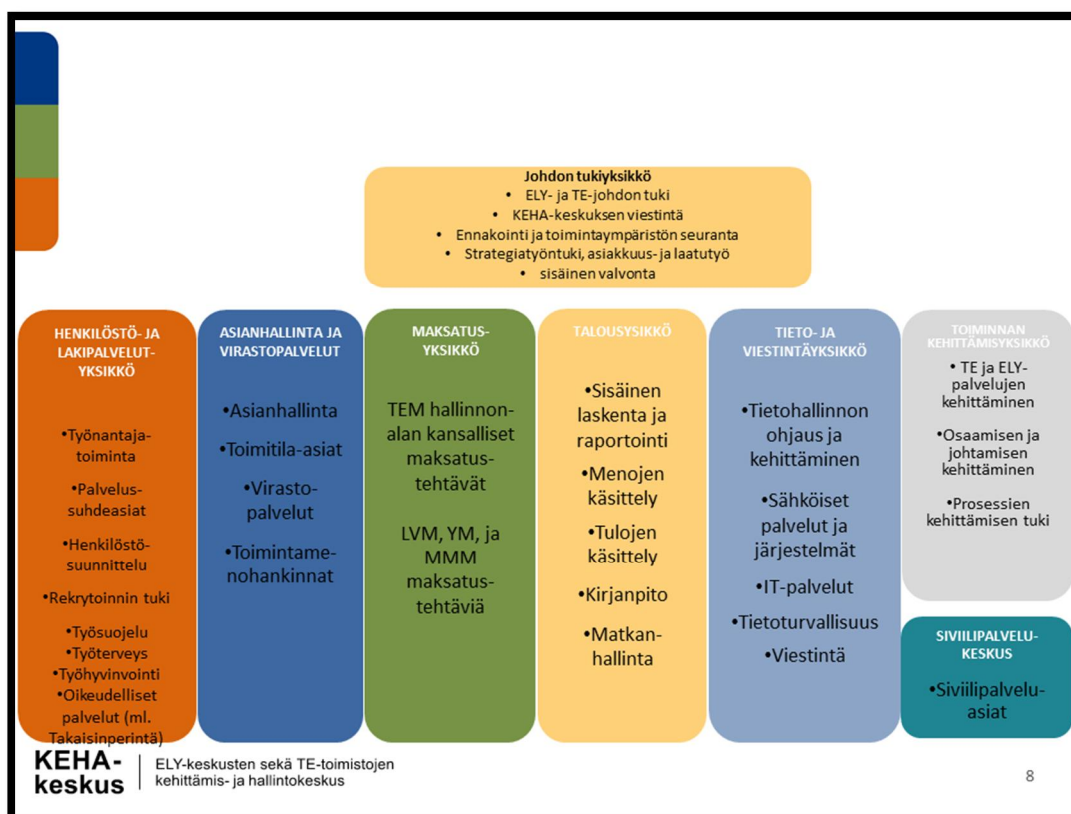 Johdon tukiyksikkö
• ELY- ja TE-johdon tuki
• KEHA-keskuksen viestintä
• Ennakointi ja toimintaympäristön seuranta
• Strategiatyöntuki, asiakkuus- ja laatutyö
• sisäinen valvonta
HENKILÖSTÖ- JA
LAKIPALVELUT-
YKSIKKÖ
•Työnantaja-
toiminta
•Palvelus-
suhdeasiat
•Henkilöstö-
suunnittelu
•Rekrytoinnin tuki
•Työsuojelu
•Työterveys
•Työhyvinvointi
•Oikeudelliset
palvelut (ml.
Takaisinperintä)
ASIANHALLINTA JA
VIRASTOPALVELUT
•Asianhallinta
•Toimitila-asiat
•Virasto-
palvelut
•Toimintame-
nohankinnat
MAKSATUS-
YKSIKKÖ
TEM hallinnon-
alan kansalliset
maksatus-
tehtävät
LVM, YM, ja
MMM
maksatus-
tehtäviä
TALOUSYSIKKÖ
•Sisäinen
laskenta ja
raportointi
•Menojen
käsittely
•Tulojen
käsittely
•Kirjanpito
•Matkan-
hallinta
TIETO- JA
VIESTINTÄYKSIKKÖ
•Tietohallinnon
ohjaus ja
kehittäminen
•Sähköiset
palvelut ja
järjestelmät
•IT-palvelut
•Tietoturvallisuus
•Viestintä
TOIMINNAN
KEHITTÄMISYKSIKKÖ
• TE ja ELY-
palvelujen
kehittäminen
•Osaamisen ja
johtamisen
kehittäminen
•Prosessien
kehittämisen tuki
SIVIILIPALVELU-
KESKUS
•Siviilipalvelu-
asiat
KEHA-
keskus
ELY-keskusten sekä TE-toimistojen
kehittämis- ja hallintokeskus
8